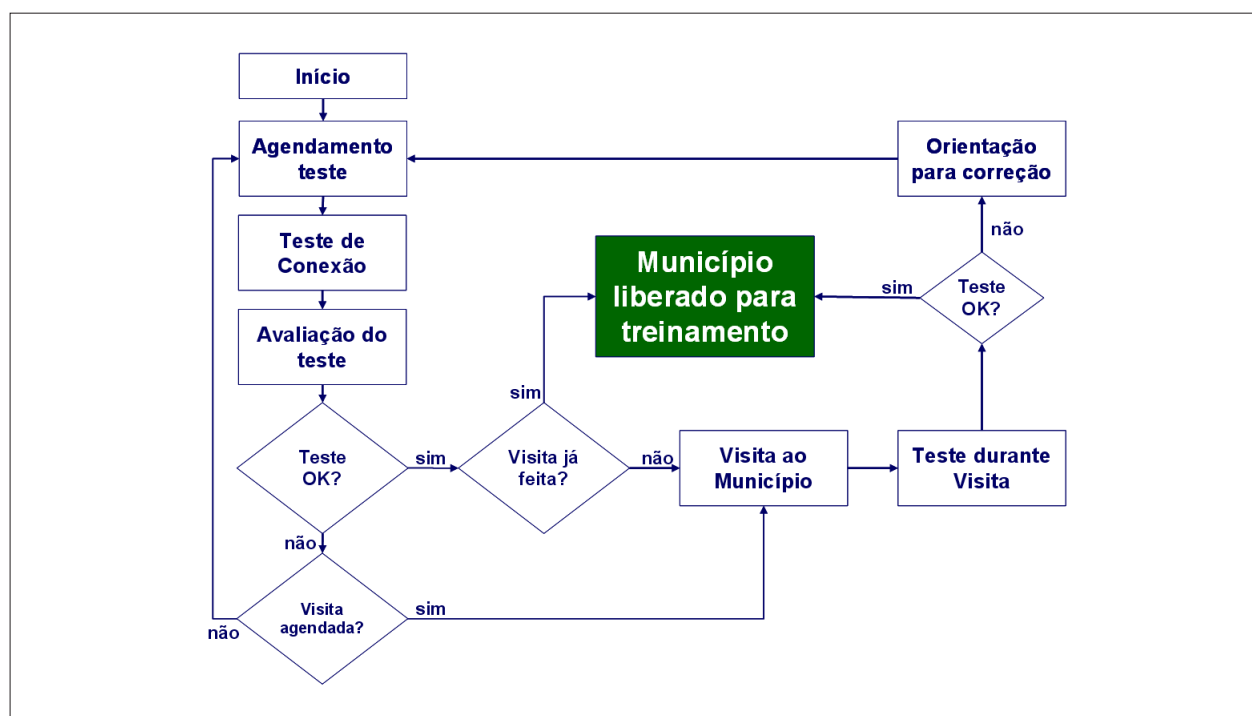 Início
Agendamento
teste
Orientação
para correção
Teste de
Conexão
não
Município
liberado para
treinamento
sim
Teste
OK?
Avaliação do
teste
sim
Teste
OK?
sim
Visita já
feita?
não
Visita ao
Município
Teste durante
Visita
não
Visita
agendada?
sim
não